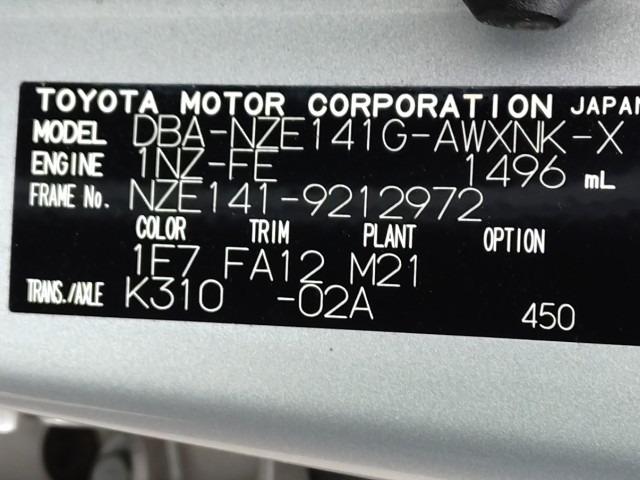 TOYOTA MOTOR CORPORATION JAPAN
MODEL DBA-NZE141G-AWXNK-X
ENGINE 1NZ-FE 1496 mL
FRAME No. NZE141-9212972
COLOR TRIM PLANT OPTION
1F7 FA12 M21
TRANS./AXLE K310 -02A
450